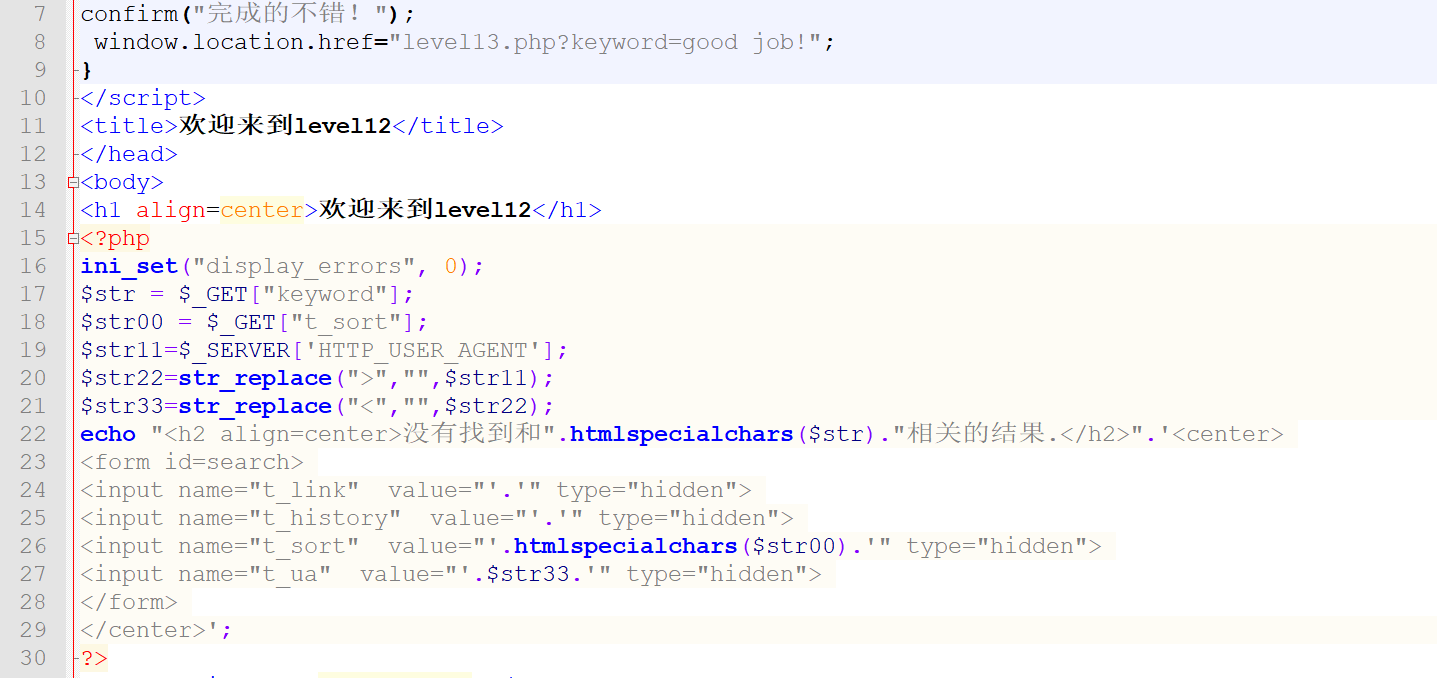 7 confirm("完成的不错！");
8  window.location.href="level13.php?keyword=good job!";
9 }
10 </script>
11 <title>欢迎来到level12</title>
12 </head>
13 <body>
14 <h1 align=center>欢迎来到level12</h1>
15 <?php
16 ini_set("display_errors", 0);
17 $str = $_GET["keyword"];
18 $str00 = $_GET["t_sort"];
19 $str11=$_SERVER['HTTP_USER_AGENT'];
20 $str22=str_replace(">","",$str11);
21 $str33=str_replace("<","",$str22);
22 echo "<h2 align=center>没有找到和".htmlspecialchars($str)."相关的结果.</h2>".'<center>
23 <form id=search>
24 <input name="t_link"  value="'.'" type="hidden">
25 <input name="t_history"  value="'.'" type="hidden">
26 <input name="t_sort"  value="'.htmlspecialchars($str00).'" type="hidden">
27 <input name="t_ua"  value="'.$str33.'" type="hidden">
28 </form>
29 </center>';
30 ?>